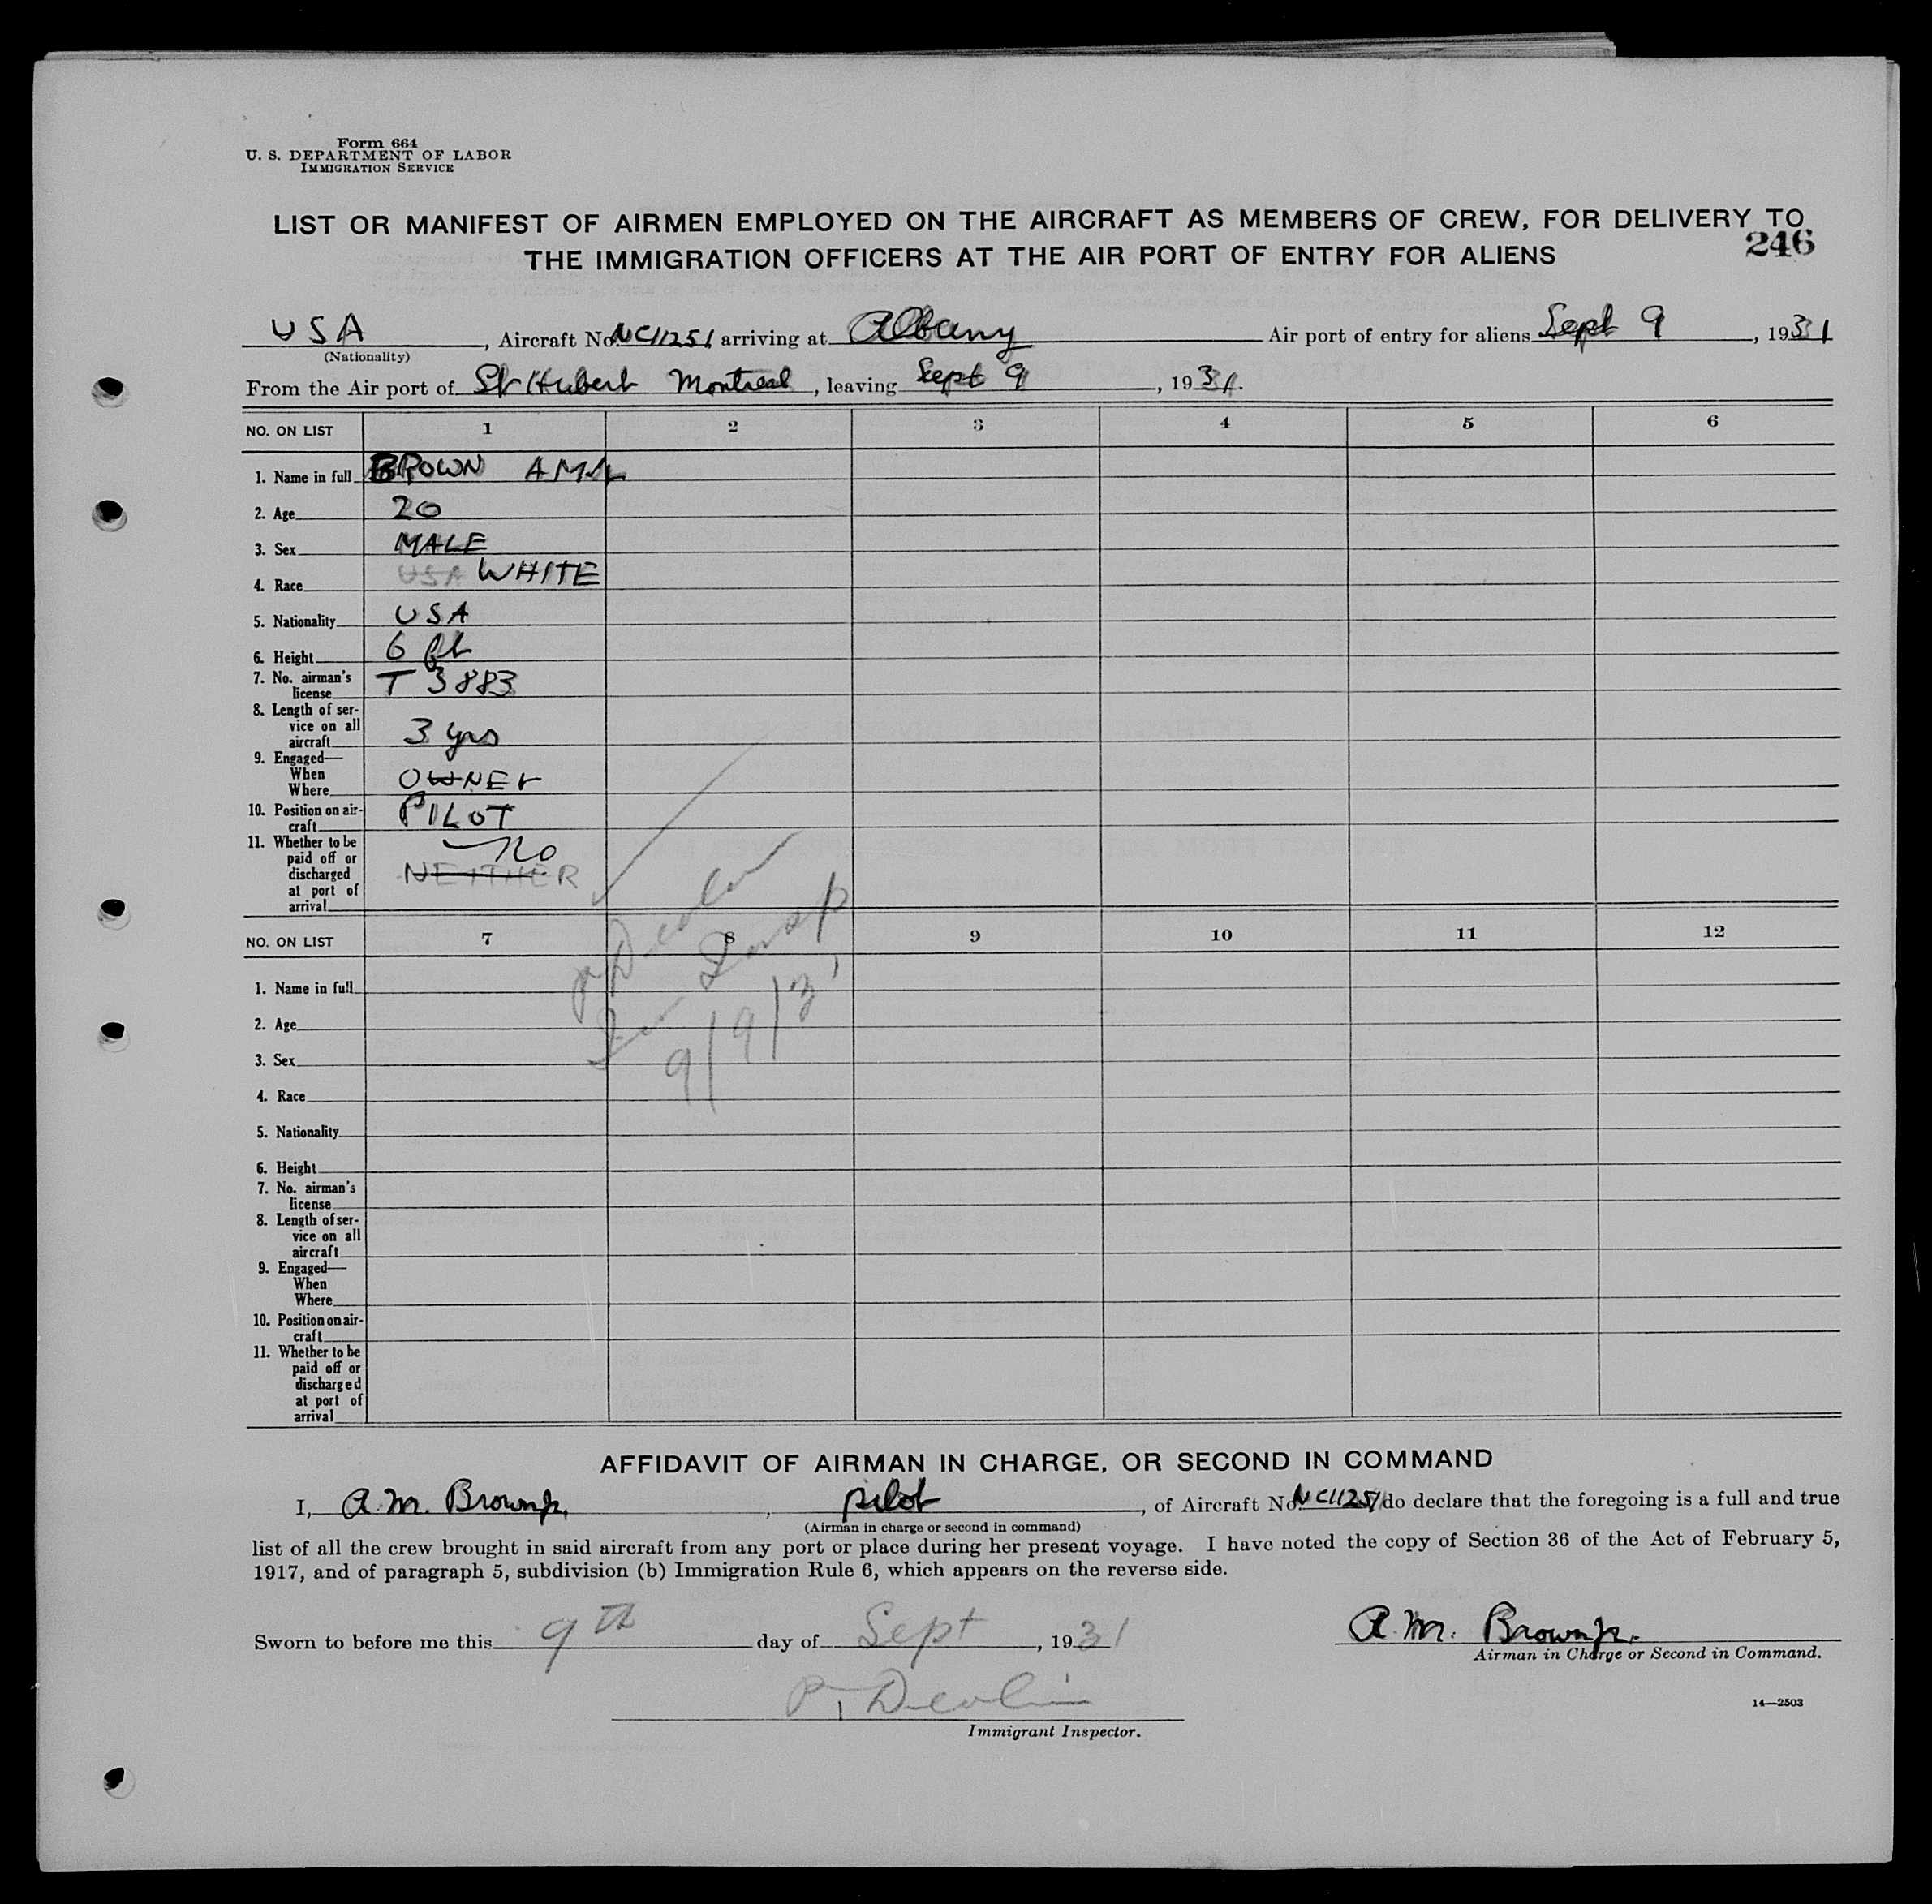 Form 664
U. S. DEPARTMENT OF LABOR
IMMIGRATION SERVICE
LIST OR MANIFEST OF AIRMEN EMPLOYED ON THE AIRCRAFT AS MEMBERS OF CREW, FOR DELIVERY TO
THE IMMIGRATION OFFICERS AT THE AIR PORT OF ENTRY FOR ALIENS
246
USA, Aircraft No. NC11251 arriving at Albany Air port of entry for aliens Sept 9, 1931
(Nationality)
From the Air port of St Hubert Montreal, leaving Sept 9, 1931.
NO. ON LIST 1 2 3 4 5 6
1. Name in full BROWN A M
2. Age 20
3. Sex MALE
4. Race USA WHITE
5. Nationality USA
6. Height 6 ft
7. No. airman's
license T 3883
8. Length of ser-
vice on all
aircraft 3 yrs
9. Engaged—
When
Where OWNER
10. Position on air-
craft PILOT
11. Whether to be
paid off or No
discharged NEITHER
at port of
arrival
P Devlin
Insp
9/9/31
NO. ON LIST 7 8 9 10 11 12
1. Name in full
2. Age
3. Sex
4. Race
5. Nationality
6. Height
7. No. airman's
license
8. Length of ser-
vice on all
aircraft
9. Engaged—
When
Where
10. Position on air-
craft
11. Whether to be
paid off or
discharged
at port of
arrival
AFFIDAVIT OF AIRMAN IN CHARGE, OR SECOND IN COMMAND
I, A. M. Brown jr., pilot, of Aircraft No. NC11251 do declare that the foregoing is a full and true
(Airman in charge or second in command)
list of all the crew brought in said aircraft from any port or place during her present voyage. I have noted the copy of Section 36 of the Act of February 5,
1917, and of paragraph 5, subdivision (b) Immigration Rule 6, which appears on the reverse side.
Sworn to before me this 9th day of Sept, 1931 A. M. Brown jr.
Airman in Charge or Second in Command.
P. Devlin
14—2503
Immigrant Inspector.